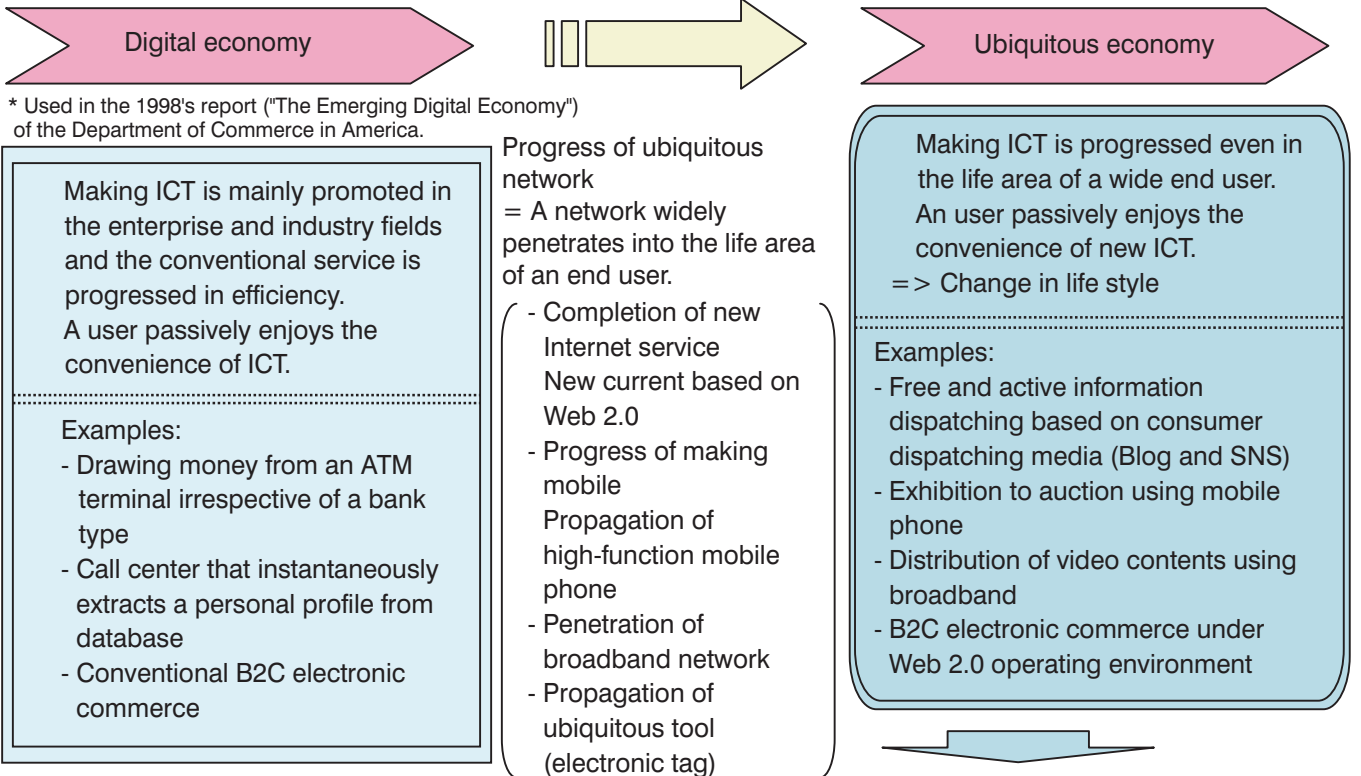 Digital economy
Ubiquitous economy
* Used in the 1998's report ("The Emerging Digital Economy")
of the Department of Commerce in America.
Making ICT is mainly promoted in
the enterprise and industry fields
and the conventional service is
progressed in efficiency.
A user passively enjoys the
convenience of ICT.
Examples:
- Drawing money from an ATM
terminal irrespective of a bank
type
- Call center that instantaneously
extracts a personal profile from
database
- Conventional B2C electronic
commerce
Progress of ubiquitous
network
= A network widely
penetrates into the life area
of an end user.
- Completion of new
Internet service
New current based on
Web 2.0
- Progress of making
mobile
Propagation of
high-function mobile
phone
- Penetration of
broadband network
- Propagation of
ubiquitous tool
(electronic tag)
Making ICT is progressed even in
the life area of a wide end user.
An user passively enjoys the
convenience of new ICT.
=> Change in life style
Examples:
- Free and active information
dispatching based on consumer
dispatching media (Blog and SNS)
- Exhibition to auction using mobile
phone
- Distribution of video contents using
broadband
- B2C electronic commerce under
Web 2.0 operating environment